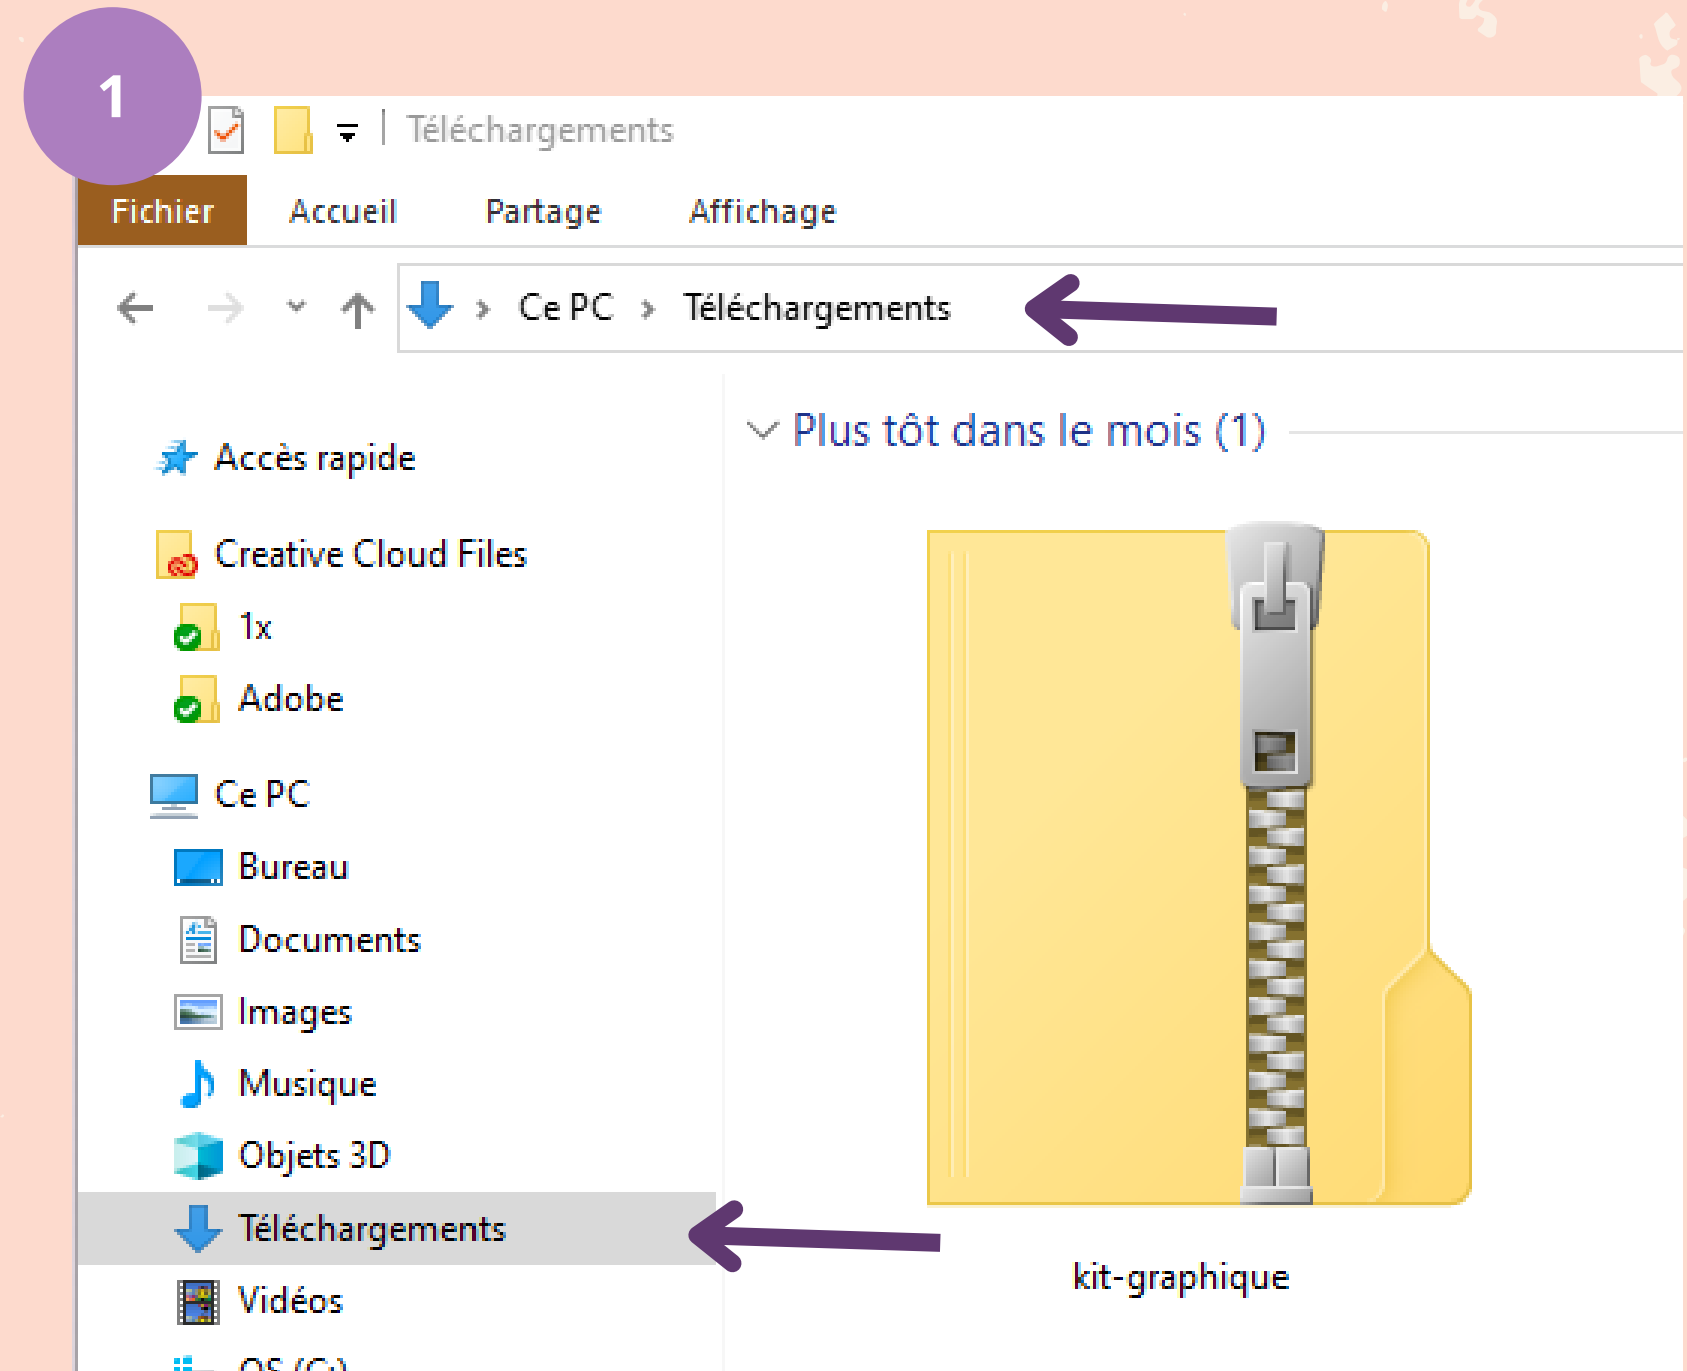 1
Téléchargements
Fichier Accueil Partage Affichage
Ce PC Téléchargements
Plus tôt dans le mois (1)
Accès rapide
Creative Cloud Files
1x
Adobe
Ce PC
Bureau
Documents
Images
Musique
Objets 3D
Téléchargements
kit-graphique
Vidéos
OS (C:)